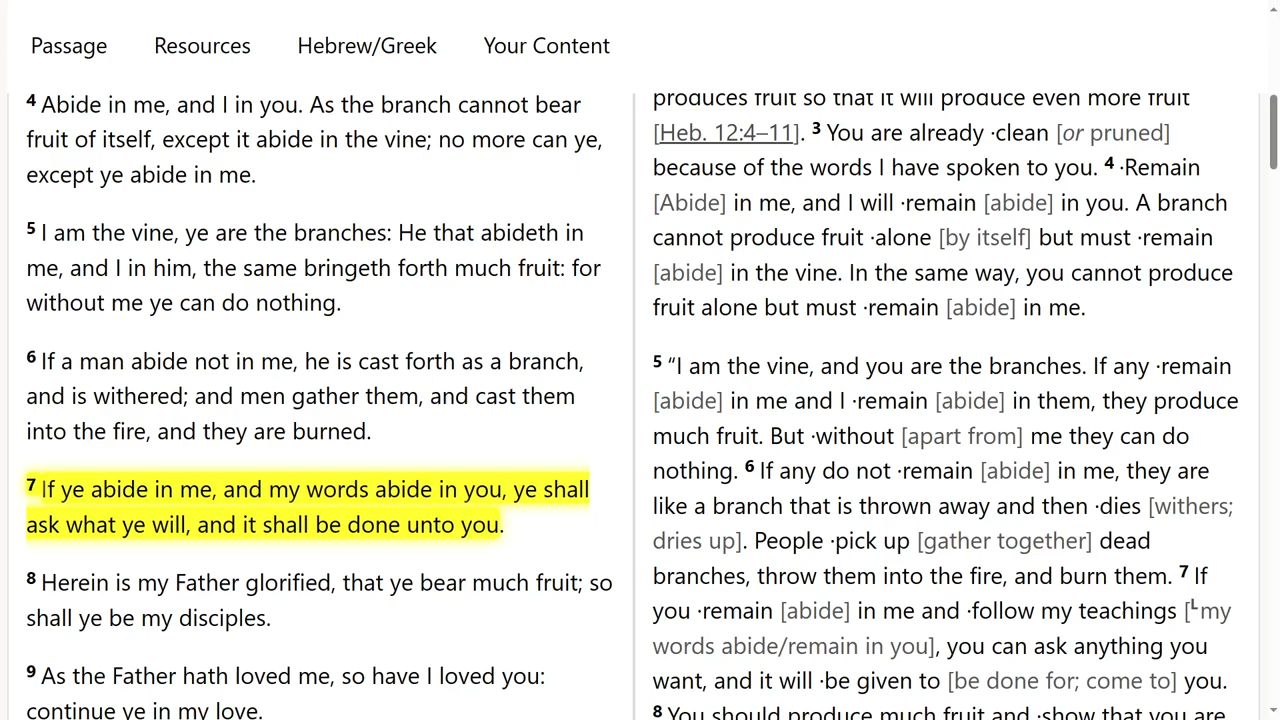 Passage Resources Hebrew/Greek Your Content
4 Abide in me, and I in you. As the branch cannot bear
fruit of itself, except it abide in the vine; no more can ye,
except ye abide in me.
5 I am the vine, ye are the branches: He that abideth in
me, and I in him, the same bringeth forth much fruit: for
without me ye can do nothing.
6 If a man abide not in me, he is cast forth as a branch,
and is withered; and men gather them, and cast them
into the fire, and they are burned.
7 If ye abide in me, and my words abide in you, ye shall
ask what ye will, and it shall be done unto you.
8 Herein is my Father glorified, that ye bear much fruit; so
shall ye be my disciples.
9 As the Father hath loved me, so have I loved you:
continue ye in my love.
produces fruit so that it will produce even more fruit
[Heb. 12:4–11]. 3 You are already ·clean [or pruned]
because of the words I have spoken to you. 4 ·Remain
[Abide] in me, and I will ·remain [abide] in you. A branch
cannot produce fruit ·alone [by itself] but must ·remain
[abide] in the vine. In the same way, you cannot produce
fruit alone but must ·remain [abide] in me.
5 “I am the vine, and you are the branches. If any ·remain
[abide] in me and I ·remain [abide] in them, they produce
much fruit. But ·without [apart from] me they can do
nothing. 6 If any do not ·remain [abide] in me, they are
like a branch that is thrown away and then ·dies [withers;
dries up]. People ·pick up [gather together] dead
branches, throw them into the fire, and burn them. 7 If
you ·remain [abide] in me and ·follow my teachings [└my
words abide/remain in you], you can ask anything you
want, and it will ·be given to [be done for; come to] you.
8 You should produce much fruit and ·show that you are